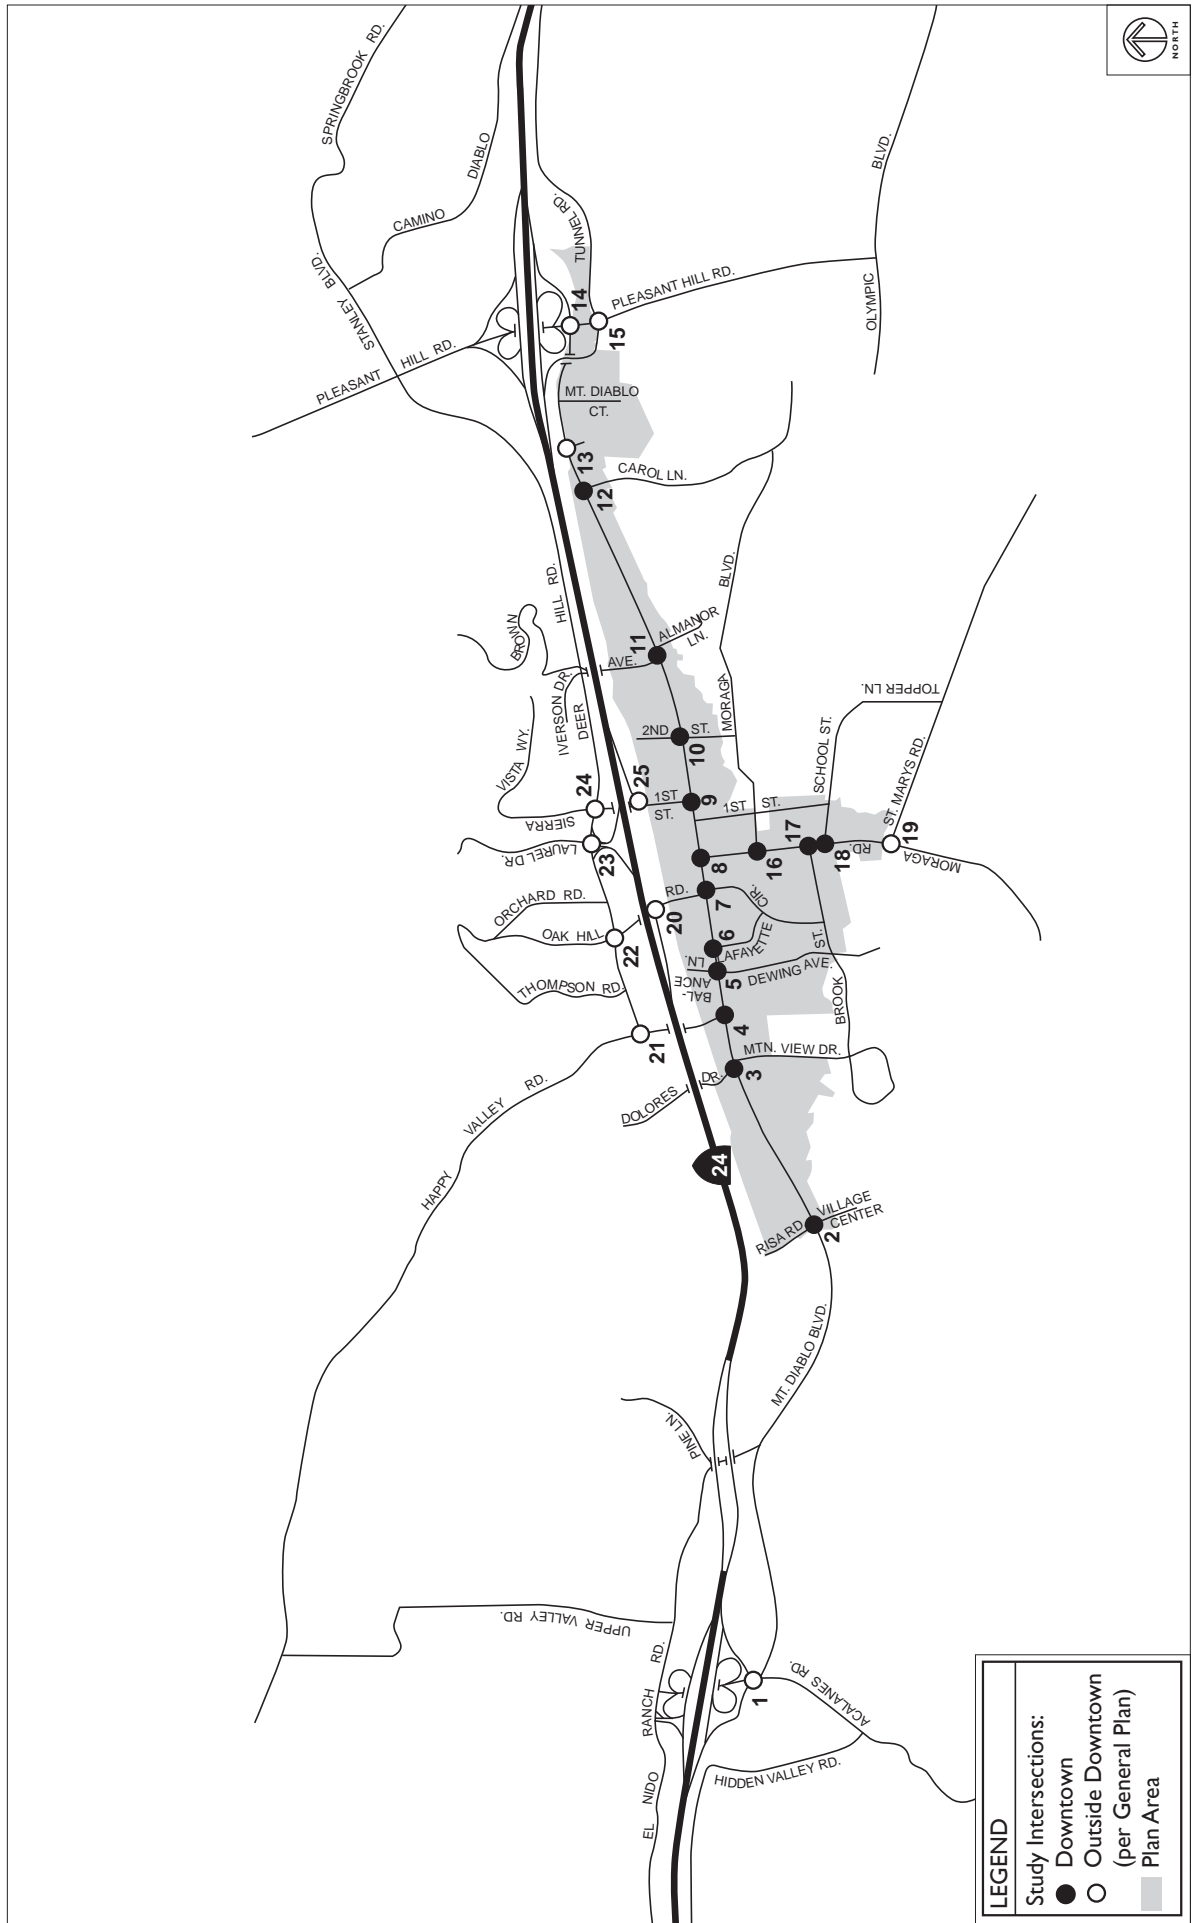 SPRINGBROOK RD.
STANLEY BLVD.
CAMINO DIABLO
PLEASANT HILL RD.
TUNNEL RD.
14
15
PLEASANT HILL RD.
OLYMPIC BLVD.
MT. DIABLO
CT.
13
12
CAROL LN.
DEER HILL RD.
BROWN AVE.
IVERSON DR.
11
ALMANOR
LN.
MORAGA BLVD.
2ND ST.
10
VISTA WY.
SIERRA
24
25
1ST
ST.
9
1ST ST.
SCHOOL ST.
TOPPER LN.
ST. MARYS RD.
LAUREL DR.
23
8
16
17
18
19
MORAGA RD.
ORCHARD RD.
OAK HILL RD.
22
20
7
LAFAYETTE CIR.
6
THOMPSON RD.
BAL-
ANCE
LN.
5
DEWING AVE.
BROOK ST.
21
4
MTN. VIEW DR.
3
DOLORES DR.
HAPPY VALLEY RD.
24
RISA RD.
VILLAGE
CENTER
2
MT. DIABLO BLVD.
PINE LN.
UPPER VALLEY RD.
EL NIDO RANCH RD.
1
ACALANES RD.
HIDDEN VALLEY RD.
NORTH
LEGEND
Study Intersections:
Downtown
Outside Downtown
(per General Plan)
Plan Area